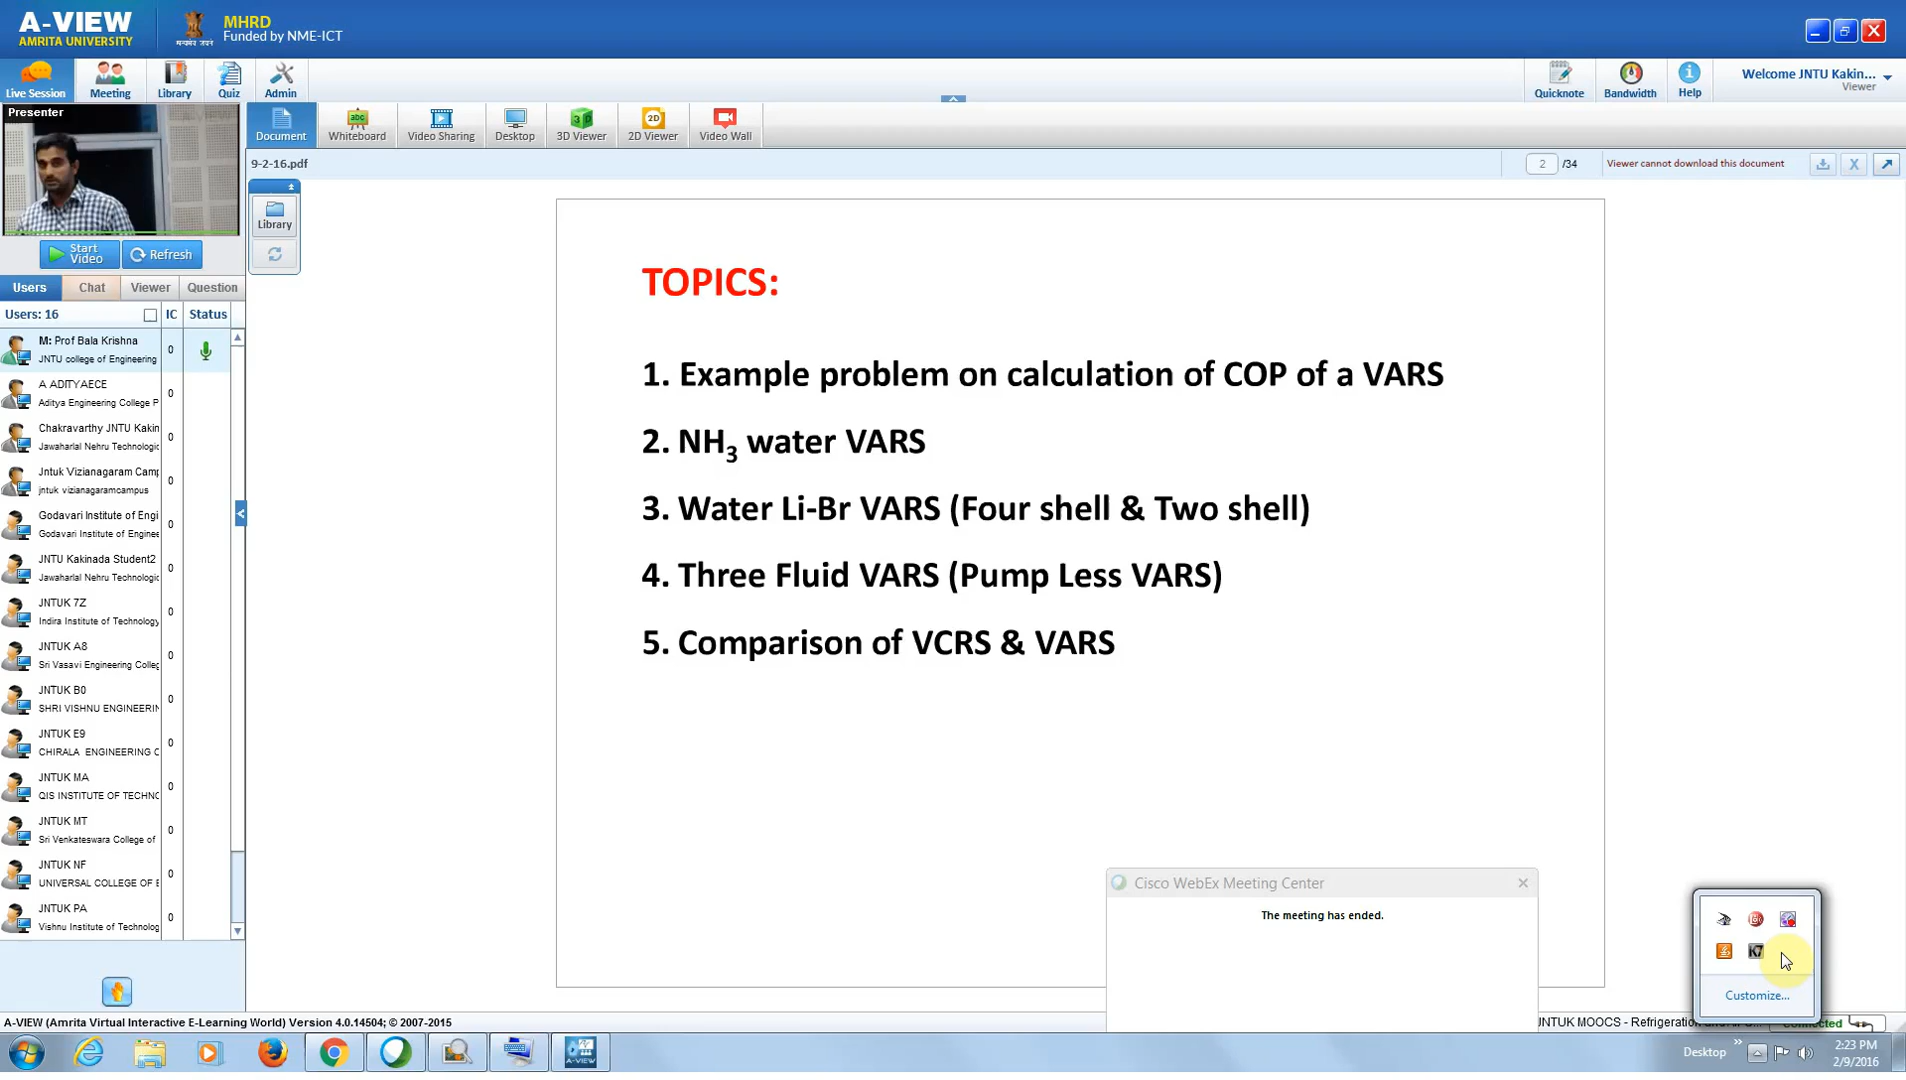 A-VIEW
AMRITA UNIVERSITY
सत्यमेव जयते
MHRD
Funded by NME-ICT
Live Session
Meeting
Library
Quiz
Admin
Quicknote
Bandwidth
Help
Welcome JNTU Kakin...
Viewer
Presenter
Document
Whiteboard
Video Sharing
Desktop
3D Viewer
2D Viewer
Video Wall
9-2-16.pdf
2 /34
Viewer cannot download this document
Library
Start Video
Refresh
Users
Chat
Viewer
Question
Users: 16
IC
Status
M: Prof Bala Krishna
JNTU college of Engineering
0
A ADITYAECE
Aditya Engineering College P
0
Chakravarthy JNTU Kakin
Jawaharlal Nehru Technologic
0
Jntuk Vizianagaram Camp
jntuk vizianagaramcampus
0
Godavari Institute of Engi
Godavari Institute of Enginee
0
JNTU Kakinada Student2
Jawaharlal Nehru Technologic
0
JNTUK 7Z
Indira Institute of Technology
0
JNTUK A8
Sri Vasavi Engineering Colleg
0
JNTUK B0
SHRI VISHNU ENGINEERIN
0
JNTUK E9
CHIRALA ENGINEERING C
0
JNTUK MA
QIS INSTITUTE OF TECHNO
0
JNTUK MT
Sri Venkateswara College of
0
JNTUK NF
UNIVERSAL COLLEGE OF E
0
JNTUK PA
Vishnu Institute of Technology
0
TOPICS:
1. Example problem on calculation of COP of a VARS
2. NH3 water VARS
3. Water Li-Br VARS (Four shell & Two shell)
4. Three Fluid VARS (Pump Less VARS)
5. Comparison of VCRS & VARS
Cisco WebEx Meeting Center
The meeting has ended.
K7
Customize...
A-VIEW (Amrita Virtual Interactive E-Learning World) Version 4.0.14504; © 2007-2015
JNTUK MOOCS - Refrigeration
Connected
A-VIEW
Desktop
2:23 PM
2/9/2016